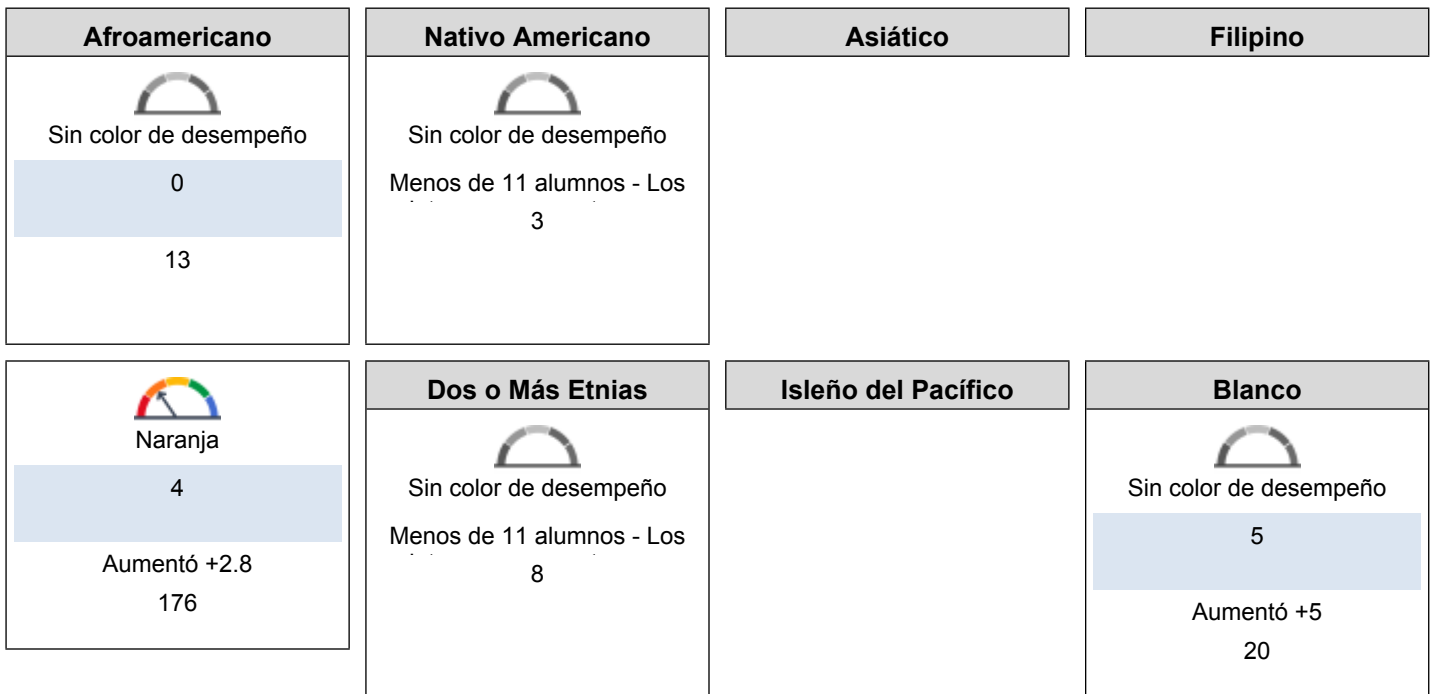 Afroamericano
Sin color de desempeño
0
13
Nativo Americano
Sin color de desempeño
Menos de 11 alumnos - Los
3
Asiático
Filipino
Naranja
4
Aumentó +2.8
176
Dos o Más Etnias
Sin color de desempeño
Menos de 11 alumnos - Los
8
Isleño del Pacífico
Blanco
Sin color de desempeño
5
Aumentó +5
20